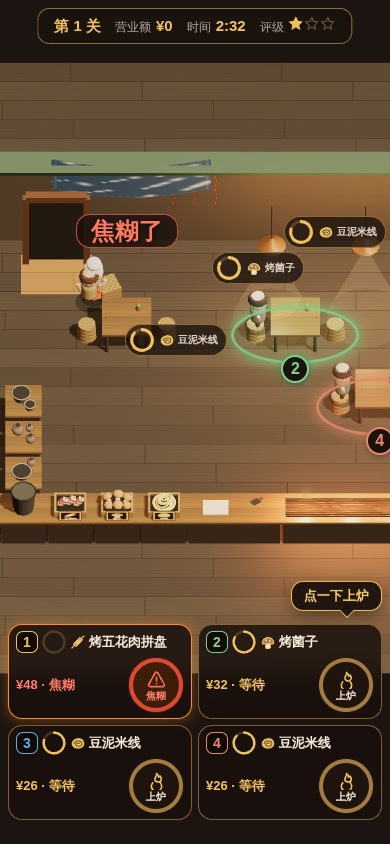 第 1 关 营业额 ¥0 时间 2:32 评级
焦糊了
豆泥米线
烤菌子
豆泥米线
2
4
点一下上炉
1 烤五花肉拼盘
¥48 · 焦糊
焦糊
2 烤菌子
¥32 · 等待
上炉
3 豆泥米线
¥26 · 等待
上炉
4 豆泥米线
¥26 · 等待
上炉